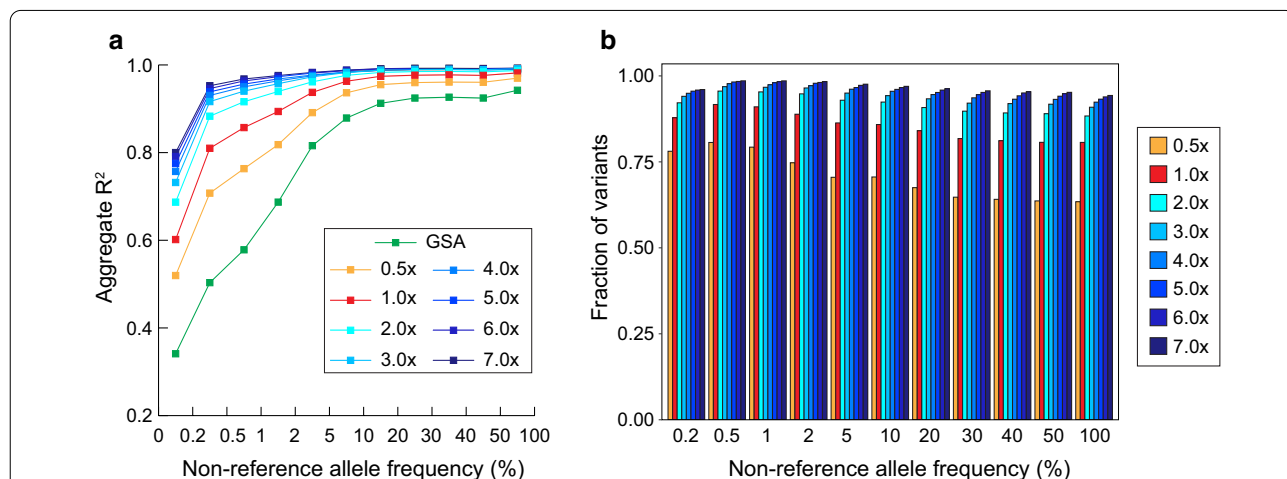 a
Aggregate R²
1.0
0.8
0.6
0.4
0.2
GSA
0.5x
4.0x
1.0x
5.0x
2.0x
6.0x
3.0x
7.0x
0 0.2 0.5 1 2 5 10 20 30 40 50 100
Non-reference allele frequency (%)
b
Fraction of variants
1.00
0.75
0.50
0.25
0.00
0.2 0.5 1 2 5 10 20 30 40 50 100
Non-reference allele frequency (%)
0.5x
1.0x
2.0x
3.0x
4.0x
5.0x
6.0x
7.0x